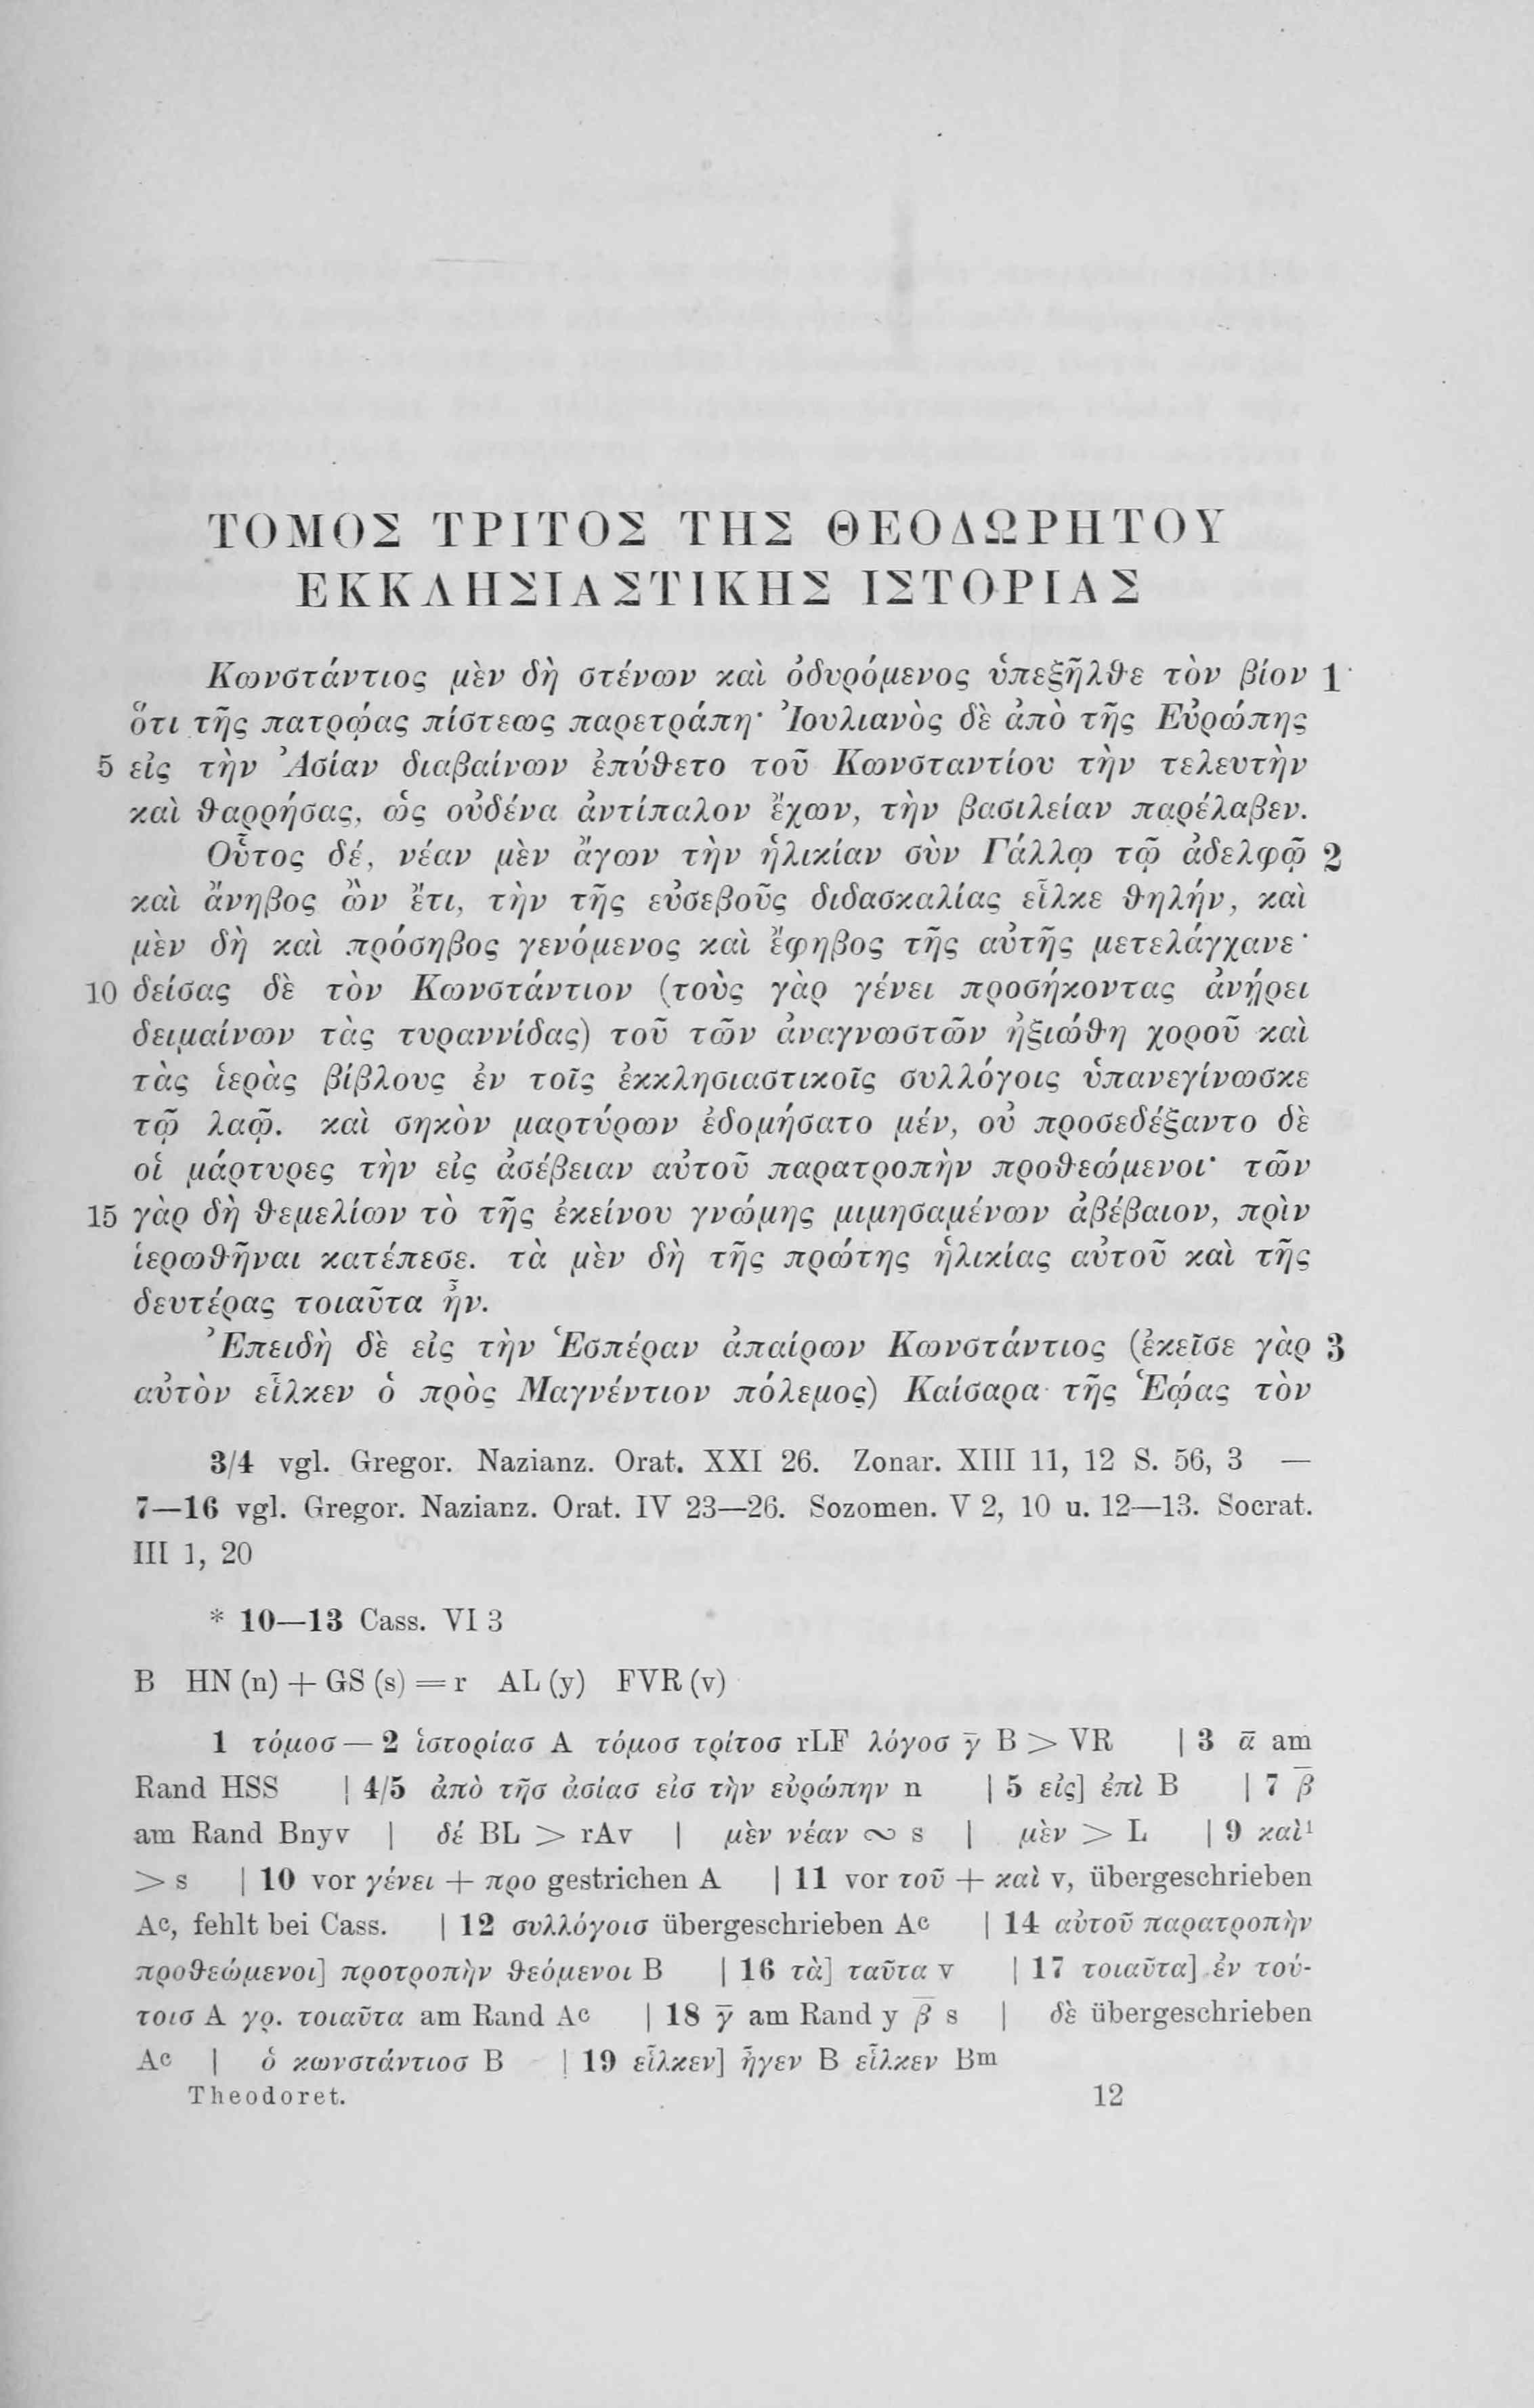 ΤΟΜΟΣ ΤΡΙΤΟΣ ΤΗΣ ΘΕΟΔΩΡΗΤΟΥ
ΕΚΚΛΗΣΙΑΣΤΙΚΗΣ ΙΣΤΟΡΙΑΣ
Κωνστάντιος μὲν δὴ στένων καὶ ὀδυρόμενος ὑπεξῆλθε τὸν βίον 1
ὅτι τῆς πατρῴας πίστεως παρετράπη· Ἰουλιανὸς δὲ ἀπὸ τῆς Εὐρώπης
5 εἰς τὴν Ἀσίαν διαβαίνων ἐπύθετο τοῦ Κωνσταντίου τὴν τελευτὴν
καὶ θαρρήσας, ὡς οὐδένα ἀντίπαλον ἔχων, τὴν βασιλείαν παρέλαβεν.
Οὗτος δέ, νέαν μὲν ἄγων τὴν ἡλικίαν σὺν Γάλλῳ τῷ ἀδελφῷ 2
καὶ ἄνηβος ὢν ἔτι, τὴν τῆς εὐσεβοῦς διδασκαλίας εἷλκε θηλήν, καὶ
μὲν δὴ καὶ πρόσηβος γενόμενος καὶ ἔφηβος τῆς αὐτῆς μετελάγχανε·
10 δείσας δὲ τὸν Κωνστάντιον (τοὺς γὰρ γένει προσήκοντας ἀνῄρει
δειμαίνων τὰς τυραννίδας) τοῦ τῶν ἀναγνωστῶν ἠξιώθη χοροῦ καὶ
τὰς ἱερὰς βίβλους ἐν τοῖς ἐκκλησιαστικοῖς συλλόγοις ὑπανεγίνωσκε
τῷ λαῷ. καὶ σηκὸν μαρτύρων ἐδομήσατο μέν, οὐ προσεδέξαντο δὲ
οἱ μάρτυρες τὴν εἰς ἀσέβειαν αὐτοῦ παρατροπὴν προθεώμενοι· τῶν
15 γὰρ δὴ θεμελίων τὸ τῆς ἐκείνου γνώμης μιμησαμένων ἀβέβαιον, πρὶν
ἱερωθῆναι κατέπεσε. τὰ μὲν δὴ τῆς πρώτης ἡλικίας αὐτοῦ καὶ τῆς
δευτέρας τοιαῦτα ἦν.
Ἐπειδὴ δὲ εἰς τὴν Ἑσπέραν ἀπαίρων Κωνστάντιος (ἐκεῖσε γὰρ 3
αὐτὸν εἷλκεν ὁ πρὸς Μαγνέντιον πόλεμος) Καίσαρα τῆς Ἑῴας τὸν
3/4 vgl. Gregor. Nazianz. Orat. XXI 26. Zonar. XIII 11, 12 S. 56, 3 —
7—16 vgl. Gregor. Nazianz. Orat. IV 23—26. Sozomen. V 2, 10 u. 12—13. Socrat.
III 1, 20
* 10—13 Cass. VI 3
B HN (n) + GS (s) = r AL (y) FVR (v)
1 τόμοσ — 2 ἱστορίασ A τόμοσ τρίτοσ rLF λόγοσ γ̄ B > VR | 3 ᾱ am
Rand HSS | 4/5 ἀπὸ τῆσ ἀσίασ εἰσ τὴν εὐρώπην n | 5 εἰς] ἐπὶ B | 7 β̄
am Rand Bnyv | δέ BL > rAv | μὲν νέαν ∾ s | μὲν > L | 9 καὶ¹
> s | 10 vor γένει + προ gestrichen A | 11 vor τοῦ + καὶ v, übergeschrieben
Aᶜ, fehlt bei Cass. | 12 συλλόγοισ übergeschrieben Aᶜ | 14 αὐτοῦ παρατροπὴν
προθεώμενοι] προτροπὴν θεόμενοι B | 16 τὰ] ταῦτα v | 17 τοιαῦτα] ἐν τού-
τοισ A γρ. τοιαῦτα am Rand Aᶜ | 18 γ̄ am Rand y β̄ s | δὲ übergeschrieben
Aᶜ | ὁ κωνστάντιοσ B | 19 εἷλκεν] ἦγεν B εἷλκεν Bᵐ
Theodoret. 12